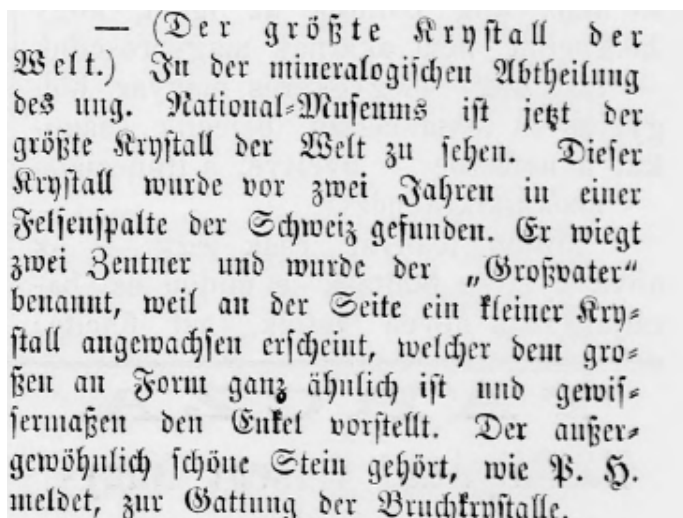 — (Der größte Krystall der
Welt.) In der mineralogischen Abtheilung
des ung. National-Museums ist jetzt der
größte Krystall der Welt zu sehen. Dieser
Krystall wurde vor zwei Jahren in einer
Felsenspalte der Schweiz gefunden. Er wiegt
zwei Zentner und wurde der „Großvater“
benannt, weil an der Seite ein kleiner Kry-
stall angewachsen erscheint, welcher dem gro-
ßen an Form ganz ähnlich ist und gewis-
sermaßen den Enkel vorstellt. Der außer-
gewöhnlich schöne Stein gehört, wie P. H.
meldet, zur Gattung der Bruchkrystalle.